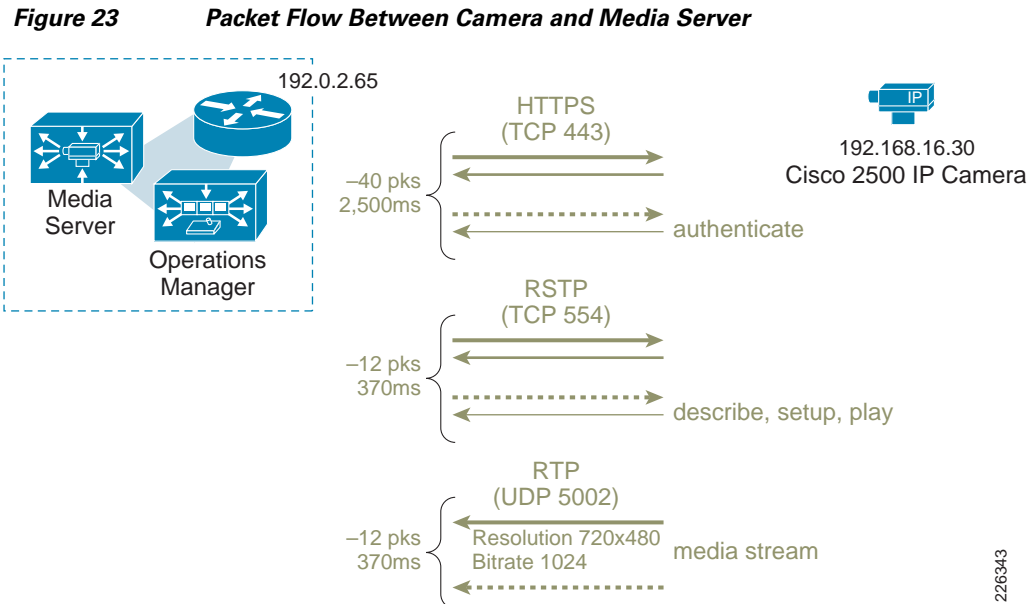 Figure 23 Packet Flow Between Camera and Media Server
192.0.2.65
Media
Server
Operations
Manager
HTTPS
(TCP 443)
–40 pks
2,500ms
authenticate
IP
192.168.16.30
Cisco 2500 IP Camera
RSTP
(TCP 554)
–12 pks
370ms
describe, setup, play
RTP
(UDP 5002)
–12 pks
370ms
Resolution 720x480
Bitrate 1024
media stream
226343